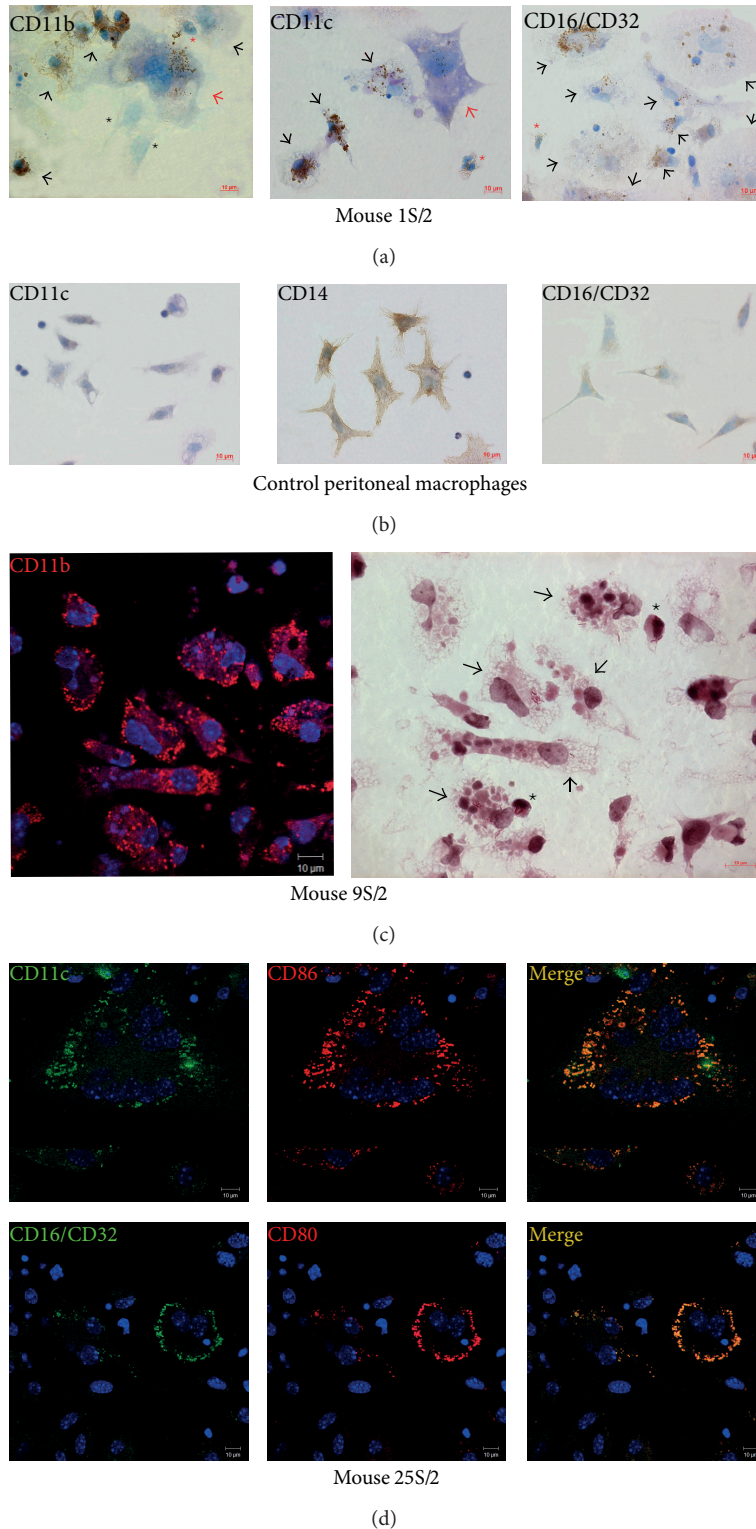 CD11b
CD11c
CD16/CD32
*
*
*
*
*
10 μm
10 μm
10 μm
Mouse 1S/2
(a)
CD11c
CD14
CD16/CD32
10 μm
10 μm
10 μm
Control peritoneal macrophages
(b)
CD11b
*
*
10 μm
10 μm
Mouse 9S/2
(c)
CD11c
CD86
Merge
10 μm
10 μm
10 μm
CD16/CD32
CD80
Merge
10 μm
10 μm
10 μm
Mouse 25S/2
(d)